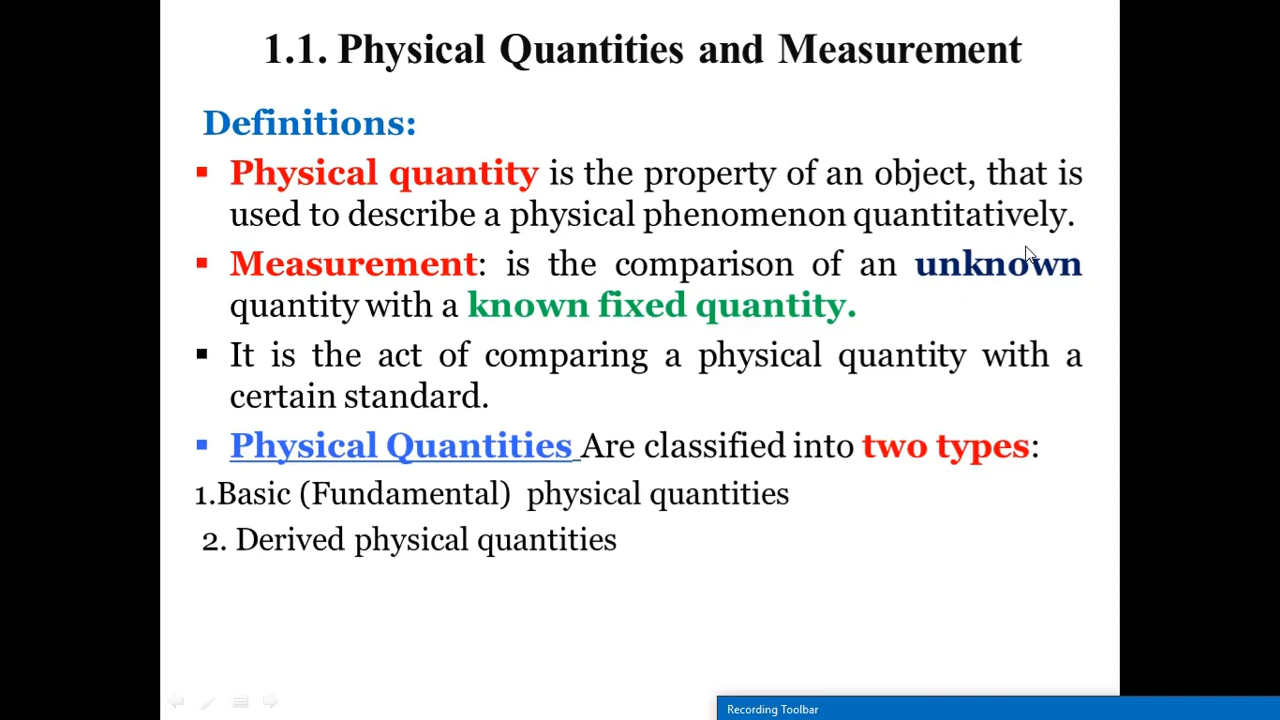 1.1. Physical Quantities and Measurement
Definitions:
▪ Physical quantity is the property of an object, that is
used to describe a physical phenomenon quantitatively.
▪ Measurement: is the comparison of an unknown
quantity with a known fixed quantity.
▪ It is the act of comparing a physical quantity with a
certain standard.
▪ Physical Quantities Are classified into two types:
1.Basic (Fundamental) physical quantities
2. Derived physical quantities
Recording Toolbar